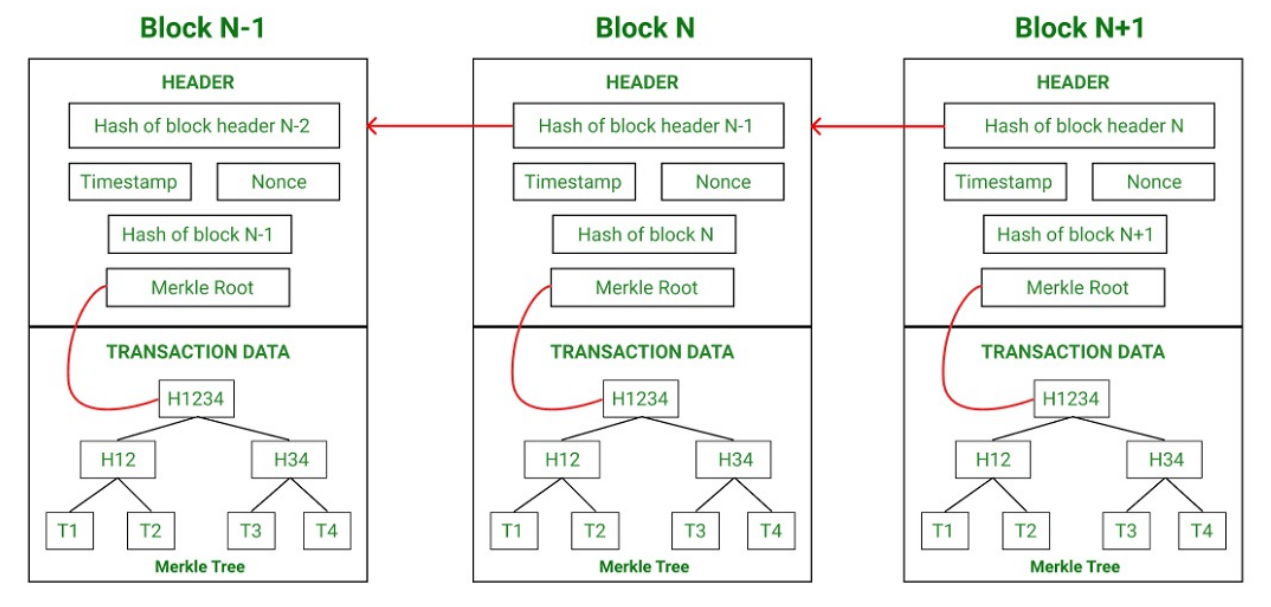 Block N-1
HEADER
Hash of block header N-2
Timestamp
Nonce
Hash of block N-1
Merkle Root
TRANSACTION DATA
H1234
H12
H34
T1
T2
T3
T4
Merkle Tree
Block N
HEADER
Hash of block header N-1
Timestamp
Nonce
Hash of block N
Merkle Root
TRANSACTION DATA
H1234
H12
H34
T1
T2
T3
T4
Merkle Tree
Block N+1
HEADER
Hash of block header N
Timestamp
Nonce
Hash of block N+1
Merkle Root
TRANSACTION DATA
H1234
H12
H34
T1
T2
T3
T4
Merkle Tree